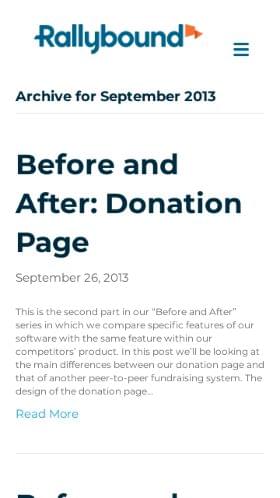 Rallybound
Archive for September 2013
Before and
After: Donation
Page
September 26, 2013
This is the second part in our “Before and After”
series in which we compare specific features of our
software with the same feature within our
competitors’ product. In this post we’ll be looking at
the main differences between our donation page and
that of another peer-to-peer fundraising system. The
design of the donation page…
Read More